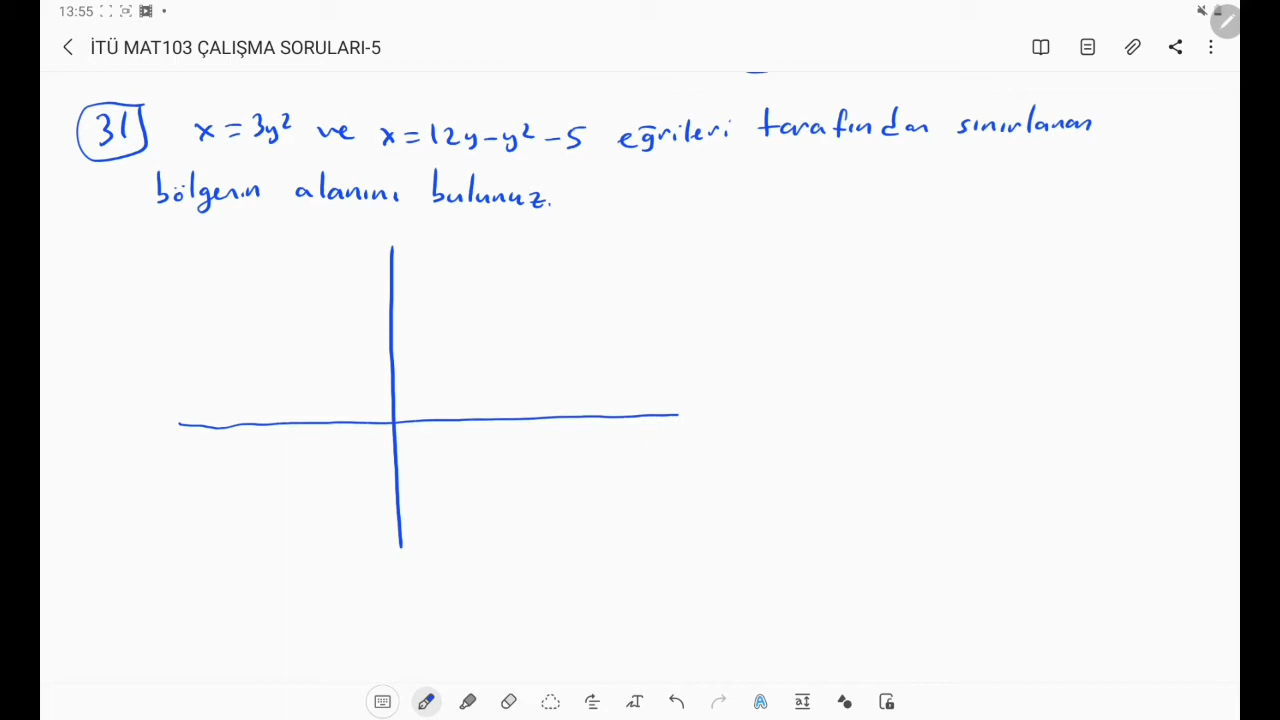 13:55
İTÜ MAT103 ÇALIŞMA SORULARI-5
31 x = 3y² ve x = 12y - y² - 5 eğrileri tarafından sınırlanan
bölgenin alanını bulunuz.